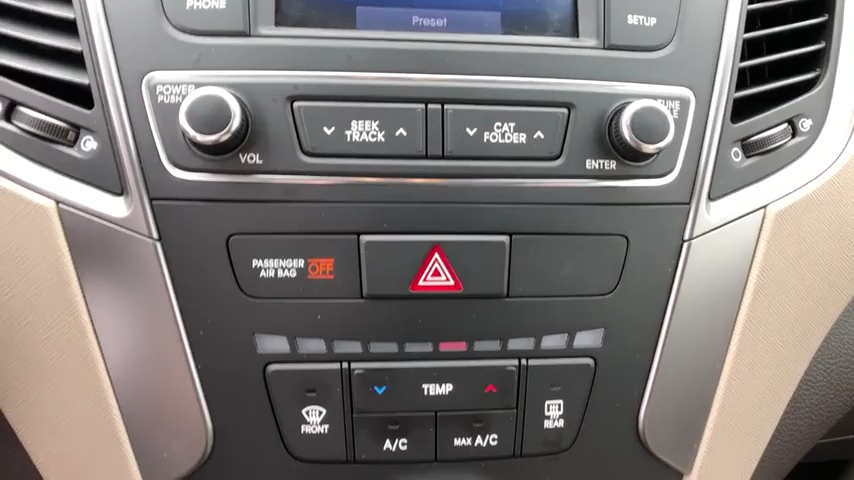 PHONE
Preset
SETUP
POWER
PUSH
VOL
SEEK
TRACK
CAT
FOLDER
TUNE
ENTER
PASSENGER
AIR BAG OFF
TEMP
FRONT
A/C
MAX A/C
REAR